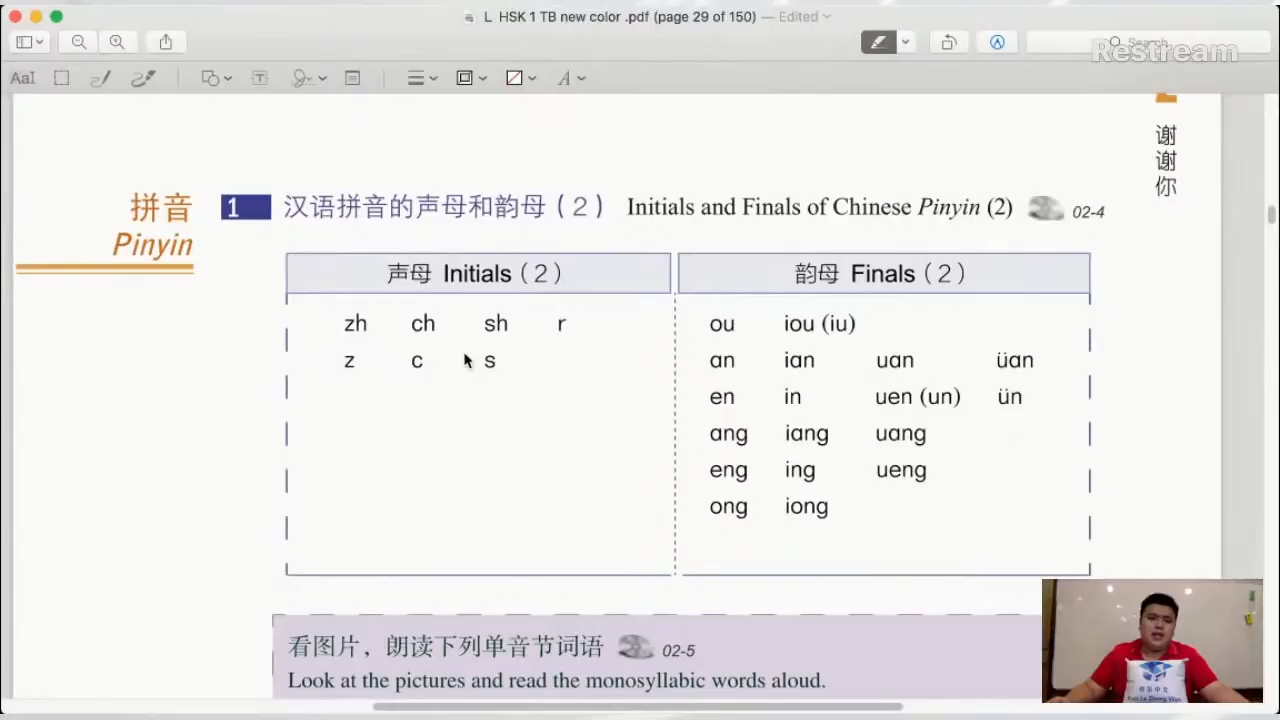 L HSK 1 TB new color .pdf (page 29 of 150) — Edited
Search
Restream
AaI
T
A
谢谢你
拼音
Pinyin
1 汉语拼音的声母和韵母（2） Initials and Finals of Chinese Pinyin (2) 02-4
声母 Initials（2） 韵母 Finals（2）
zh ch sh r ou iou (iu)
z c s an ian uan üan
en in uen (un) ün
ang iang uang
eng ing ueng
ong iong
看图片，朗读下列单音节词语 02-5
Look at the pictures and read the monosyllabic words aloud.